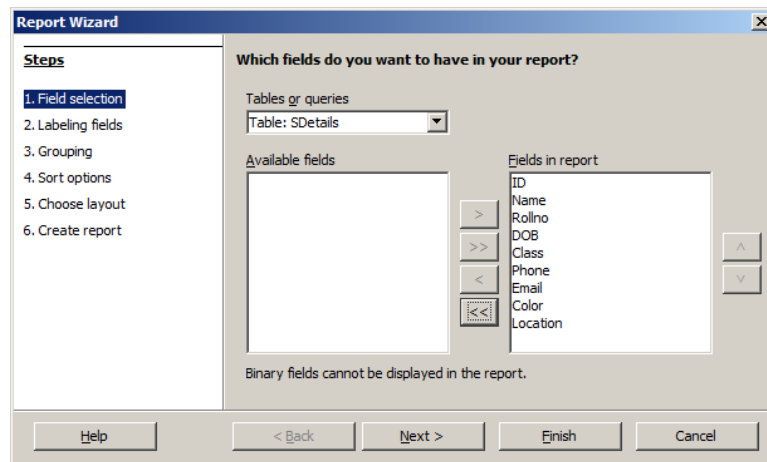 Report Wizard
Steps
1. Field selection
2. Labeling fields
3. Grouping
4. Sort options
5. Choose layout
6. Create report
Which fields do you want to have in your report?
Tables or queries
Table: SDetails
Available fields
>
>>
<
<<
Fields in report
ID
Name
Rollno
DOB
Class
Phone
Email
Color
Location
Binary fields cannot be displayed in the report.
Help
< Back
Next >
Finish
Cancel